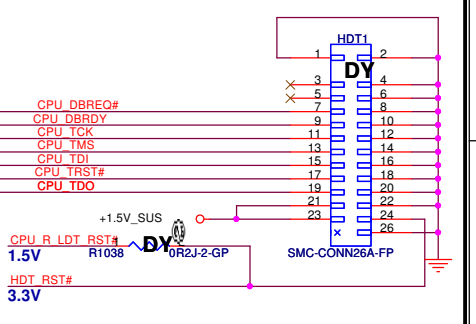 HDT1
1 2
DY
3 4
5 6
CPU_DBREQ# 7 8
CPU_DBRDY 9 10
CPU_TCK 11 12
CPU_TMS 13 14
CPU_TDI 15 16
CPU_TRST# 17 18
CPU_TDO 19 20
21 22
+1.5V_SUS 23 24
26
CPU_R_LDT_RST# 1 DY
1.5V R1038 0R2J-2-GP SMC-CONN26A-FP
HDT_RST#
3.3V